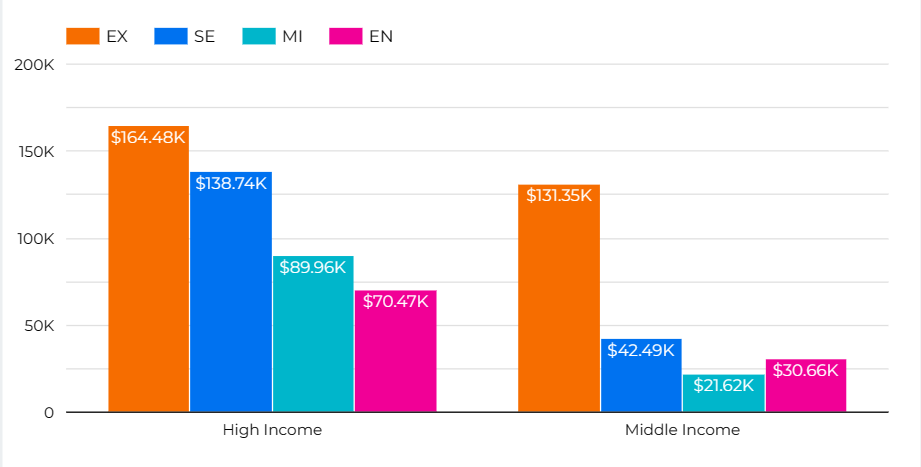 EX SE MI EN
200K
150K
100K
50K
0
$164.48K
$138.74K
$89.96K
$70.47K
$131.35K
$42.49K
$21.62K
$30.66K
High Income Middle Income